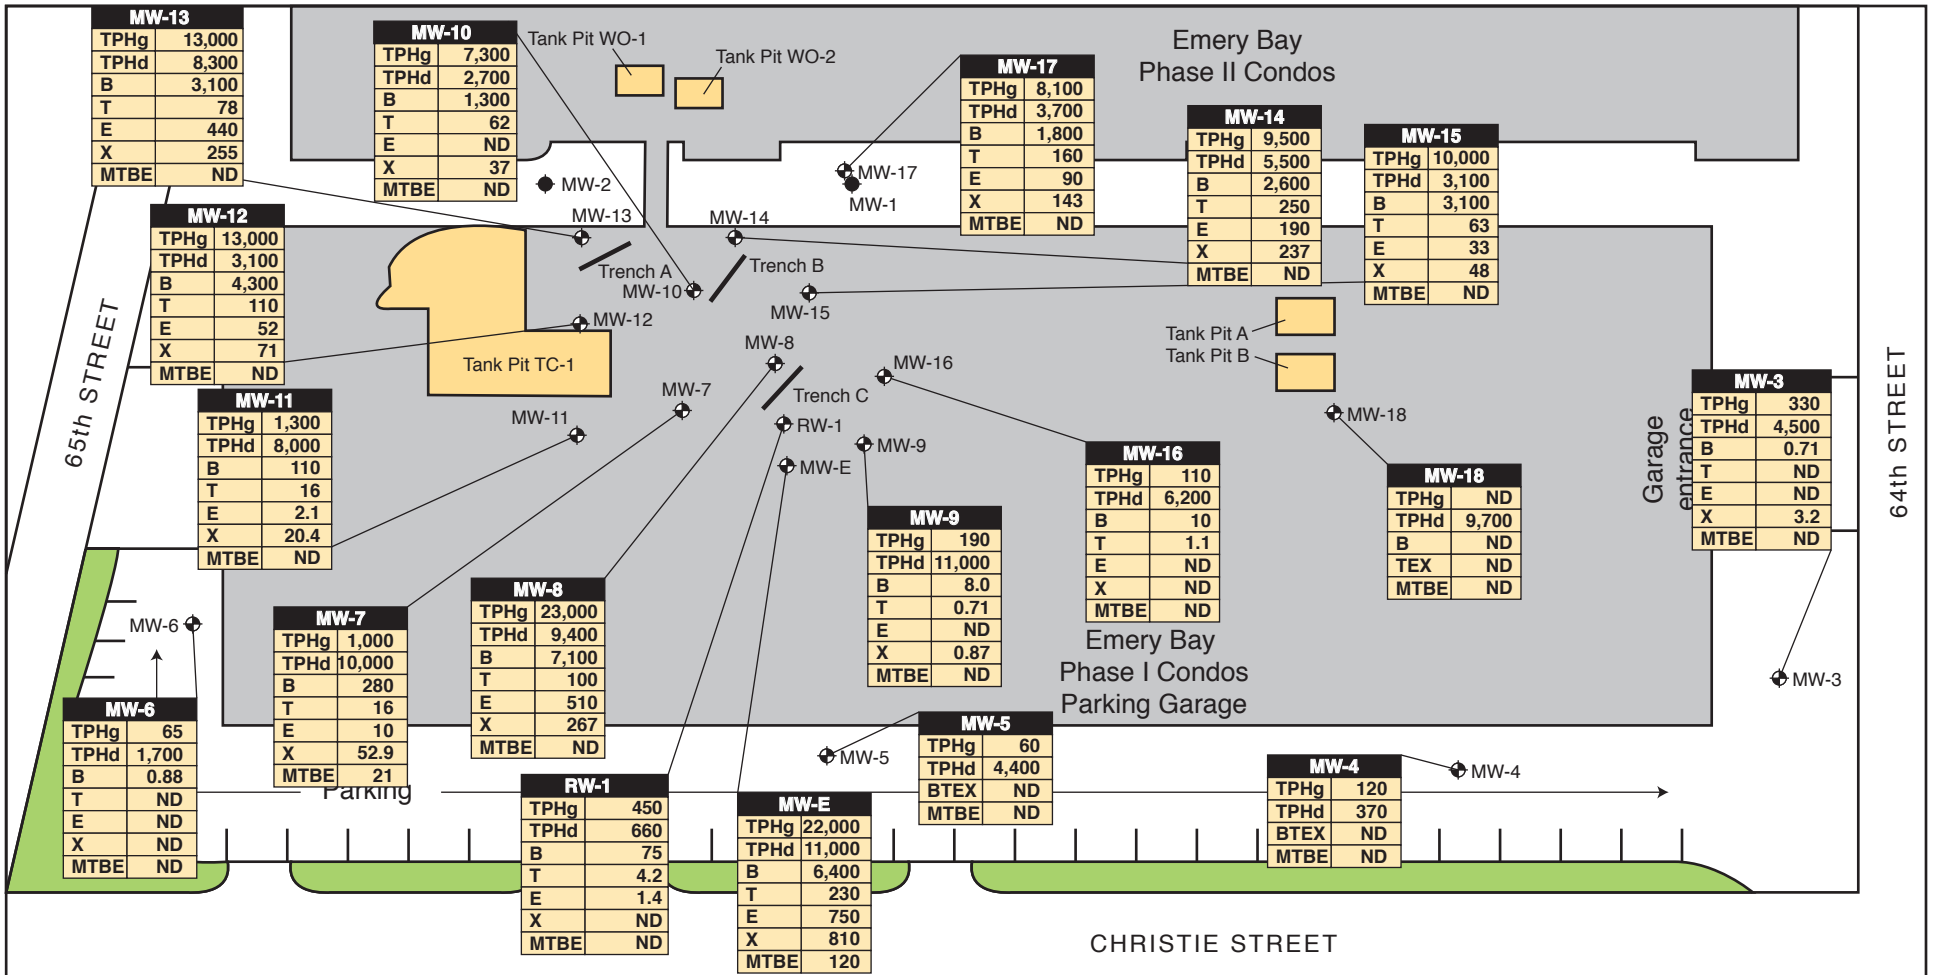 MW-13
TPHg 13,000
TPHd 8,300
B 3,100
T 78
E 440
X 255
MTBE ND
MW-10
TPHg 7,300
TPHd 2,700
B 1,300
T 62
E ND
X 37
MTBE ND
Tank Pit WO-1
Tank Pit WO-2
MW-17
TPHg 8,100
TPHd 3,700
B 1,800
T 160
E 90
X 143
MTBE ND
Emery Bay
Phase II Condos
MW-14
TPHg 9,500
TPHd 5,500
B 2,600
T 250
E 190
X 237
MTBE ND
MW-15
TPHg 10,000
TPHd 3,100
B 3,100
T 63
E 33
X 48
MTBE ND
MW-2
MW-17
MW-1
MW-13
MW-14
MW-12
TPHg 13,000
TPHd 3,100
B 4,300
T 110
E 52
X 71
MTBE ND
Trench A
Trench B
MW-10
MW-15
MW-12
65th STREET
Tank Pit TC-1
MW-8
MW-16
Tank Pit A
Tank Pit B
MW-7
Trench C
MW-11
RW-1
MW-9
MW-E
MW-18
64th STREET
Garage
entrance
MW-3
TPHg 330
TPHd 4,500
B 0.71
T ND
E ND
X 3.2
MTBE ND
MW-11
TPHg 1,300
TPHd 8,000
B 110
T 16
E 2.1
X 20.4
MTBE ND
MW-16
TPHg 110
TPHd 6,200
B 10
T 1.1
E ND
X ND
MTBE ND
MW-18
TPHg ND
TPHd 9,700
B ND
TEX ND
MTBE ND
MW-9
TPHg 190
TPHd 11,000
B 8.0
T 0.71
E ND
X 0.87
MTBE ND
MW-8
TPHg 23,000
TPHd 9,400
B 7,100
T 100
E 510
X 267
MTBE ND
MW-7
TPHg 1,000
TPHd 10,000
B 280
T 16
E 10
X 52.9
MTBE 21
MW-6
Emery Bay
Phase I Condos
Parking Garage
MW-3
MW-6
TPHg 65
TPHd 1,700
B 0.88
T ND
E ND
X ND
MTBE ND
Parking
MW-5
MW-5
TPHg 60
TPHd 4,400
BTEX ND
MTBE ND
MW-4
TPHg 120
TPHd 370
BTEX ND
MTBE ND
MW-4
RW-1
TPHg 450
TPHd 660
B 75
T 4.2
E 1.4
X ND
MTBE ND
MW-E
TPHg 22,000
TPHd 11,000
B 6,400
T 230
E 750
X 810
MTBE 120
CHRISTIE STREET